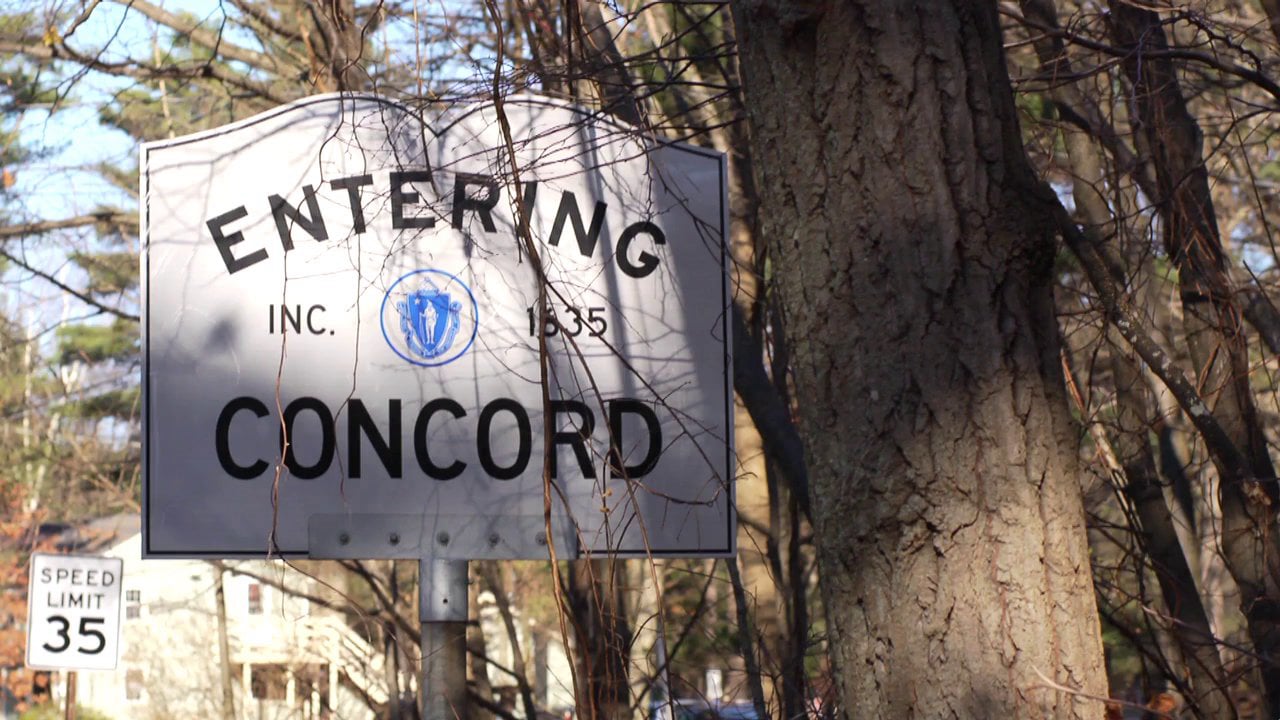 ENTERING
INC. 1635
CONCORD
SPEED
LIMIT
35